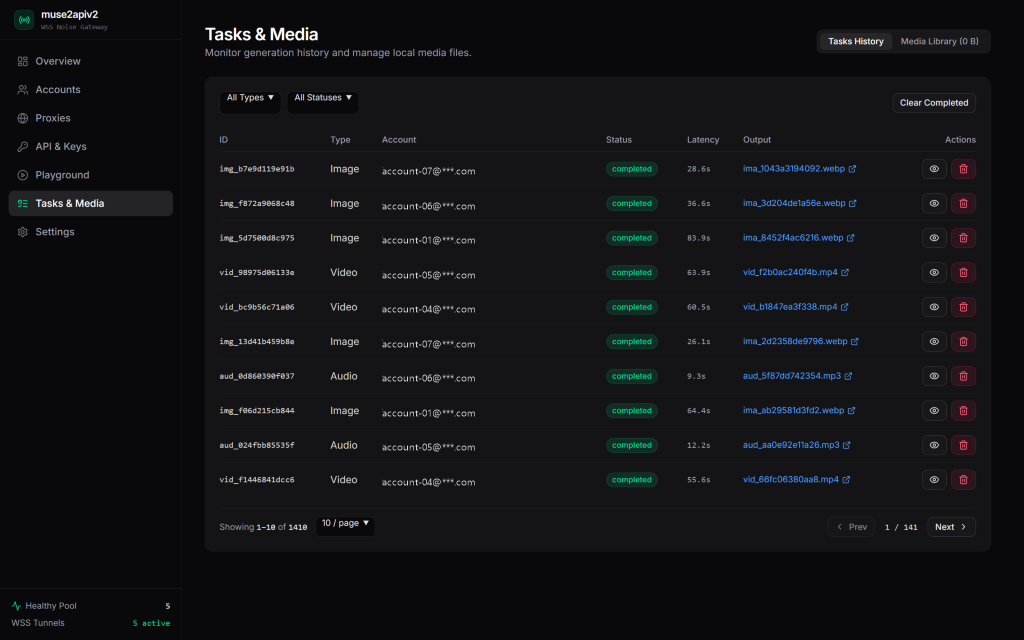 muse2apiv2
WSS Noise Gateway
Overview
Accounts
Proxies
API & Keys
Playground
Tasks & Media
Settings
Healthy Pool 5
WSS Tunnels 5 active
Tasks & Media
Monitor generation history and manage local media files.
Tasks History Media Library (0 B)
All Types ▼ All Statuses ▼ Clear Completed
ID Type Account Status Latency Output Actions
img_b7e9d119e91b Image account-07@***.com completed 28.6s ima_1043a3194092.webp
img_f872a9068c48 Image account-06@***.com completed 36.6s ima_3d204de1a56e.webp
img_5d7500d8c975 Image account-01@***.com completed 83.9s ima_8452f4ac6216.webp
vid_98975d06133e Video account-05@***.com completed 63.9s vid_f2b0ac240f4b.mp4
vid_bc9b56c71a06 Video account-04@***.com completed 60.5s vid_b1847ea3f338.mp4
img_13d41b459b8e Image account-07@***.com completed 26.1s ima_2d2358de9796.webp
aud_0d860390f037 Audio account-06@***.com completed 9.3s aud_5f87dd742354.mp3
img_f06d215cb844 Image account-01@***.com completed 64.4s ima_ab29581d3fd2.webp
aud_024fbb85535f Audio account-05@***.com completed 12.2s aud_aa0e92e11a26.mp3
vid_f1446841dcc6 Video account-04@***.com completed 55.6s vid_66fc06380aa8.mp4
Showing 1–10 of 1410 10 / page ▼ Prev 1 / 141 Next